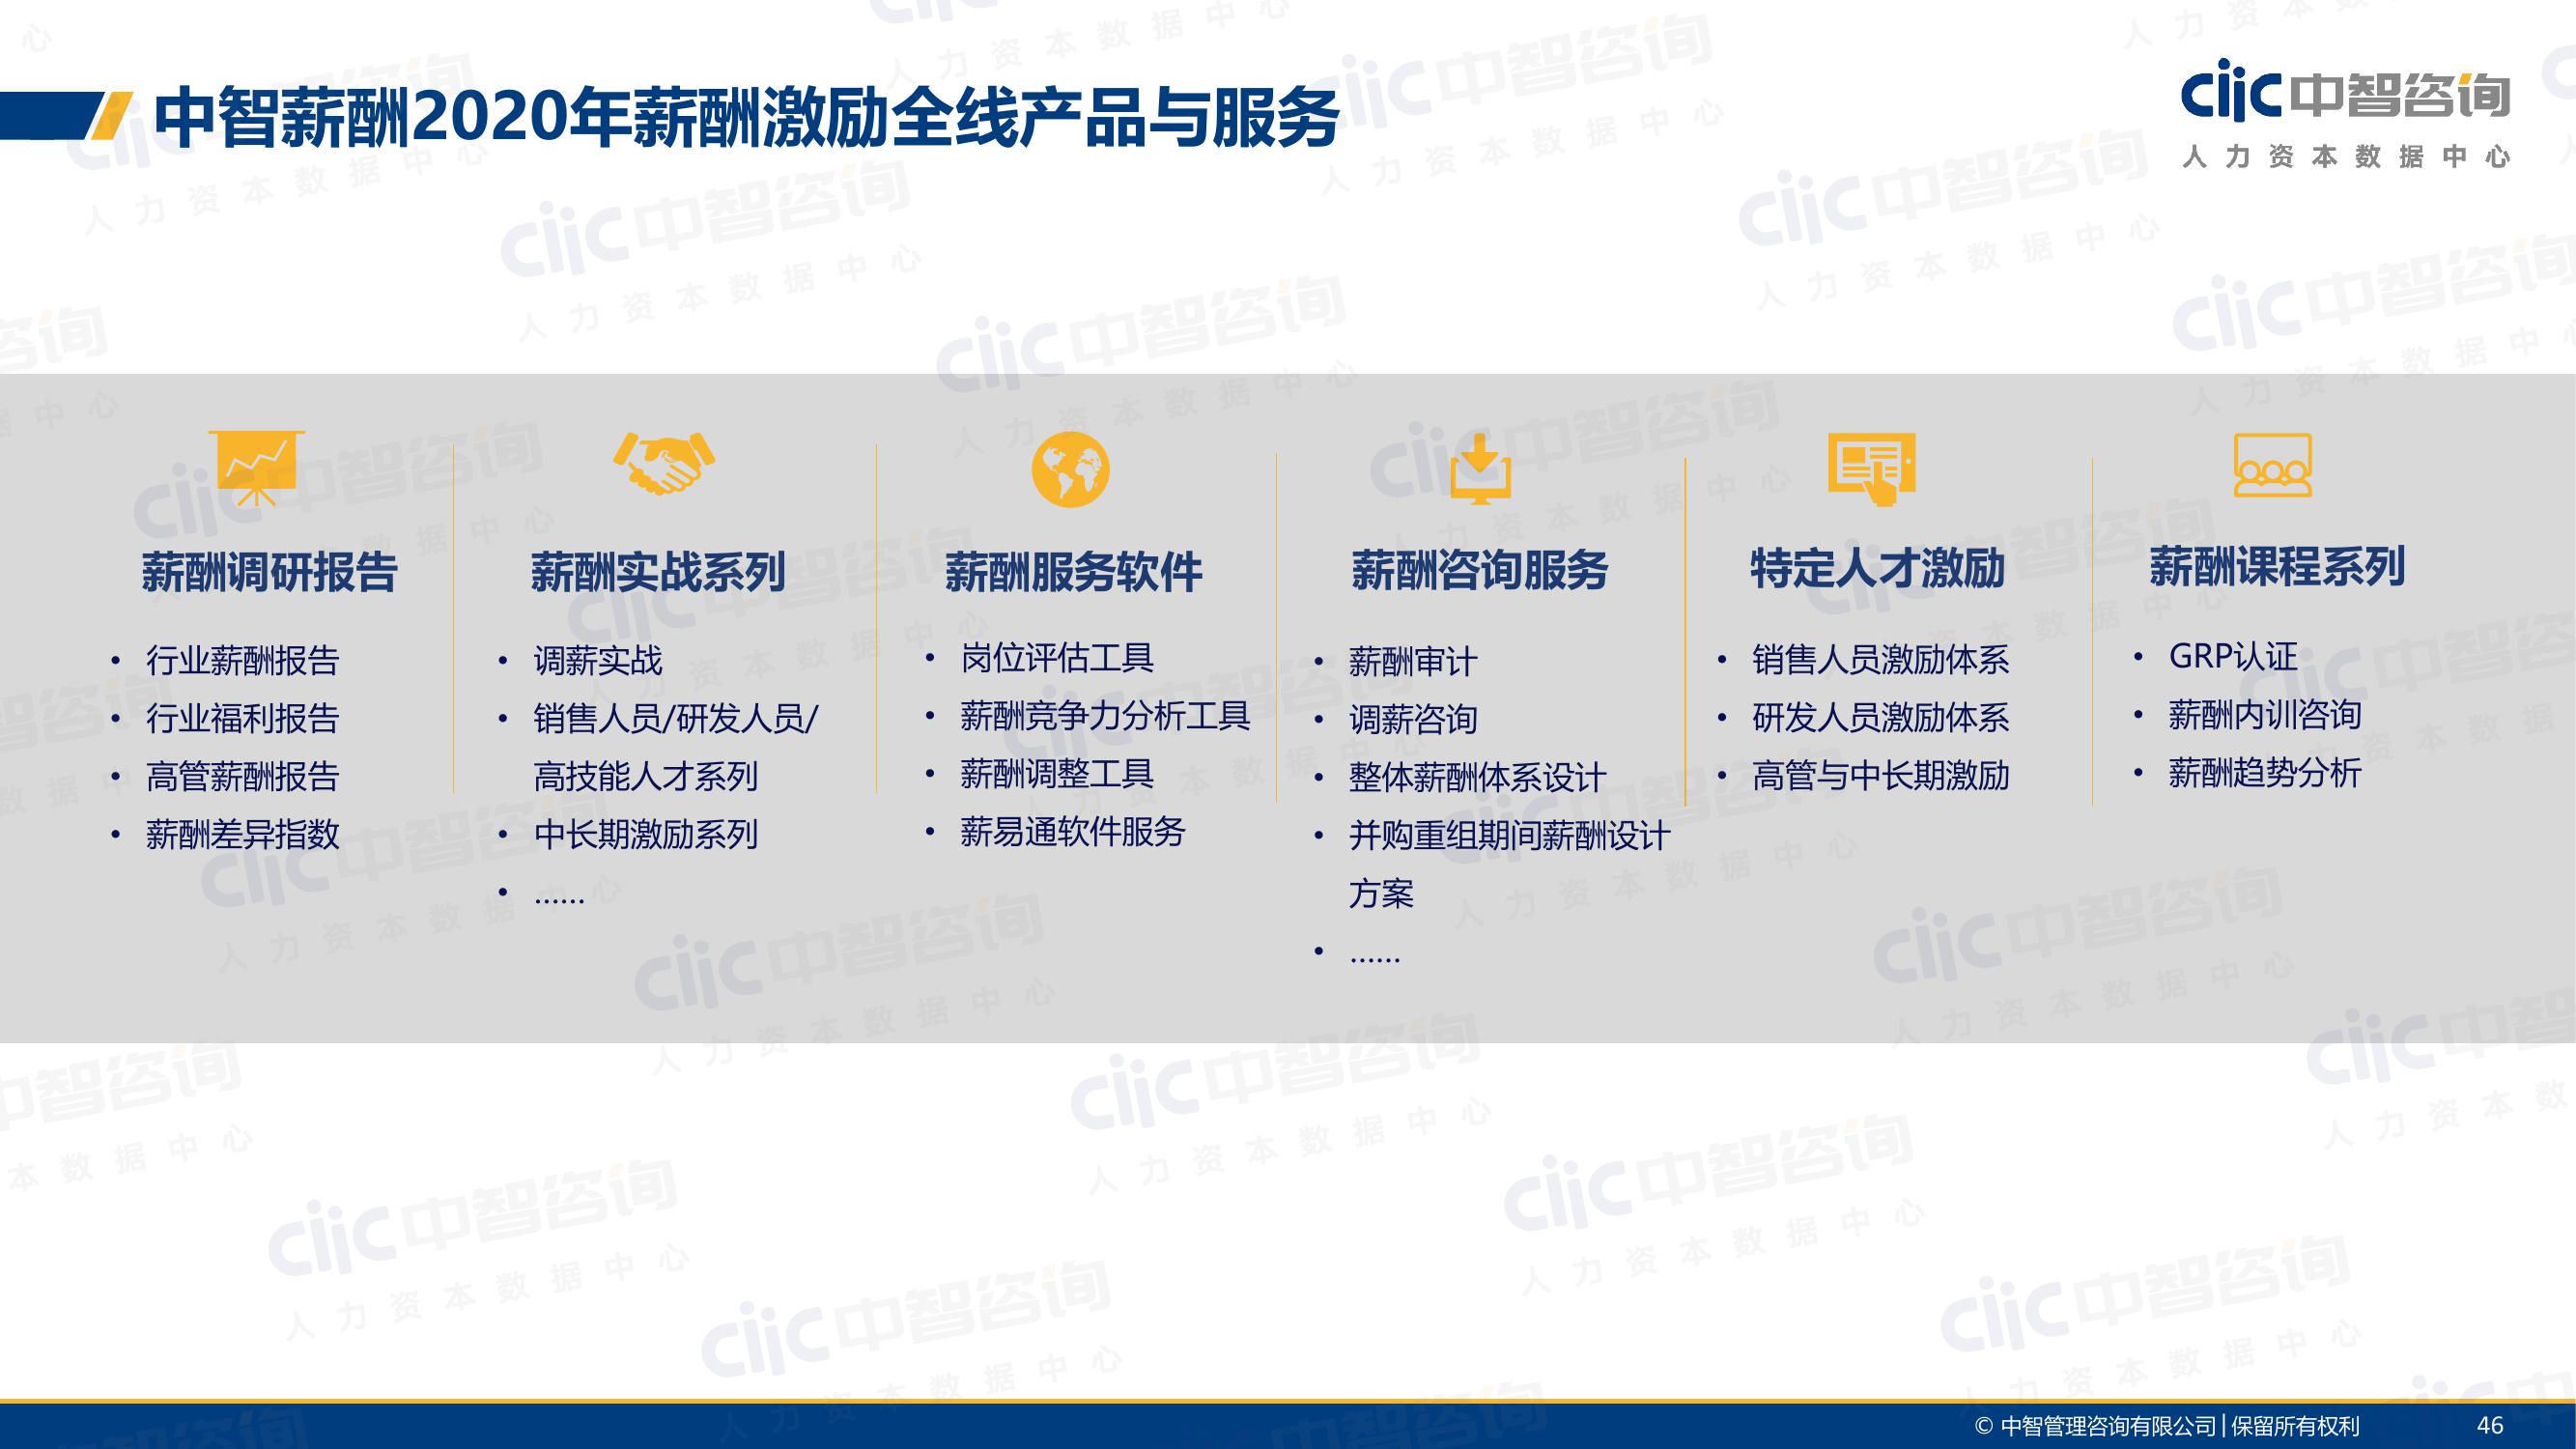 中智薪酬2020年薪酬激励全线产品与服务
ciic中智咨询
人力资本数据中心
薪酬调研报告
• 行业薪酬报告
• 行业福利报告
• 高管薪酬报告
• 薪酬差异指数
薪酬实战系列
• 调薪实战
• 销售人员/研发人员/
高技能人才系列
• 中长期激励系列
• ……
薪酬服务软件
• 岗位评估工具
• 薪酬竞争力分析工具
• 薪酬调整工具
• 薪易通软件服务
薪酬咨询服务
• 薪酬审计
• 调薪咨询
• 整体薪酬体系设计
• 并购重组期间薪酬设计
方案
• ……
特定人才激励
• 销售人员激励体系
• 研发人员激励体系
• 高管与中长期激励
薪酬课程系列
• GRP认证
• 薪酬内训咨询
• 薪酬趋势分析
© 中智管理咨询有限公司|保留所有权利
46